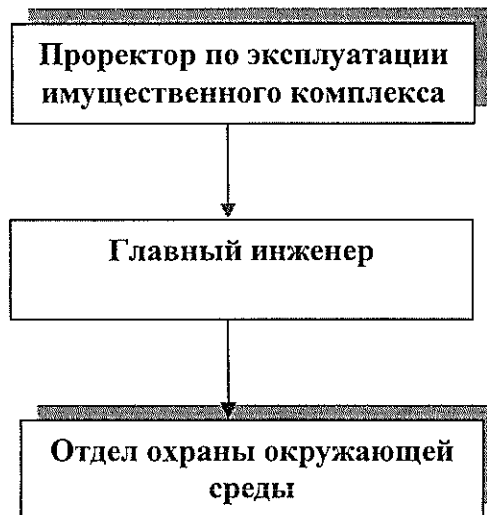 Проректор по эксплуатации
имущественного комплекса
Главный инженер
Отдел охраны окружающей
среды